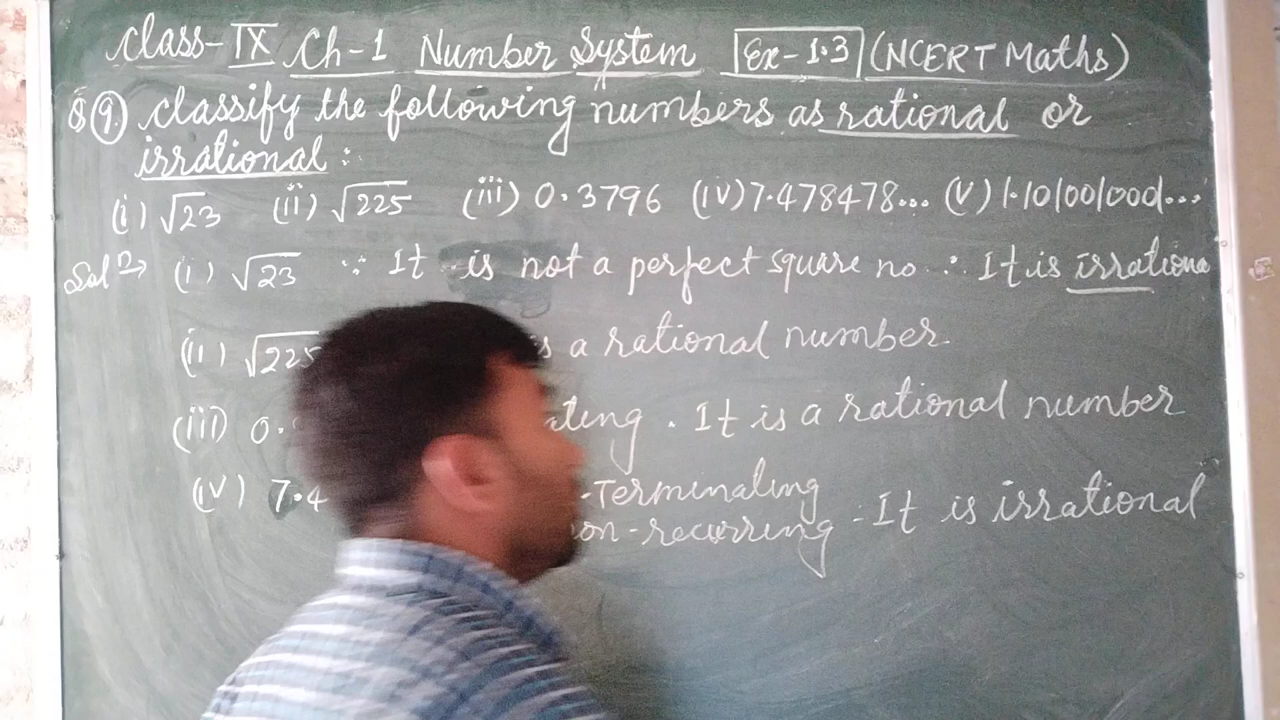 Class-IX Ch-1 Number System Ex-1.3 (NCERT Maths)
Q 9. classify the following numbers as rational or
irrational :
(i) √23 (ii) √225 (iii) 0.3796 (iv) 7.478478... (v) 1.1010010001...
Solⁿ→ (i) √23 ∵ It is not a perfect square no ∴ It is irrationa
(ii) √225 s a rational number.
(iii) 0. ating . It is a rational number
(iv) 7.4 -Terminating
on-recurring . It is irrational